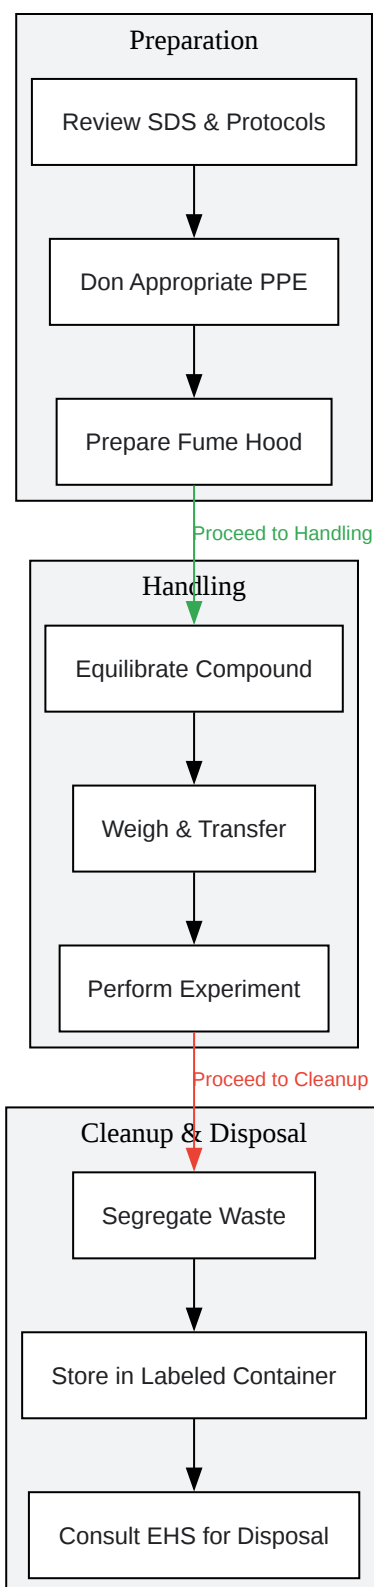 Preparation
Review SDS & Protocols
Don Appropriate PPE
Prepare Fume Hood
Proceed to Handling
Handling
Equilibrate Compound
Weigh & Transfer
Perform Experiment
Proceed to Cleanup
Cleanup & Disposal
Segregate Waste
Store in Labeled Container
Consult EHS for Disposal